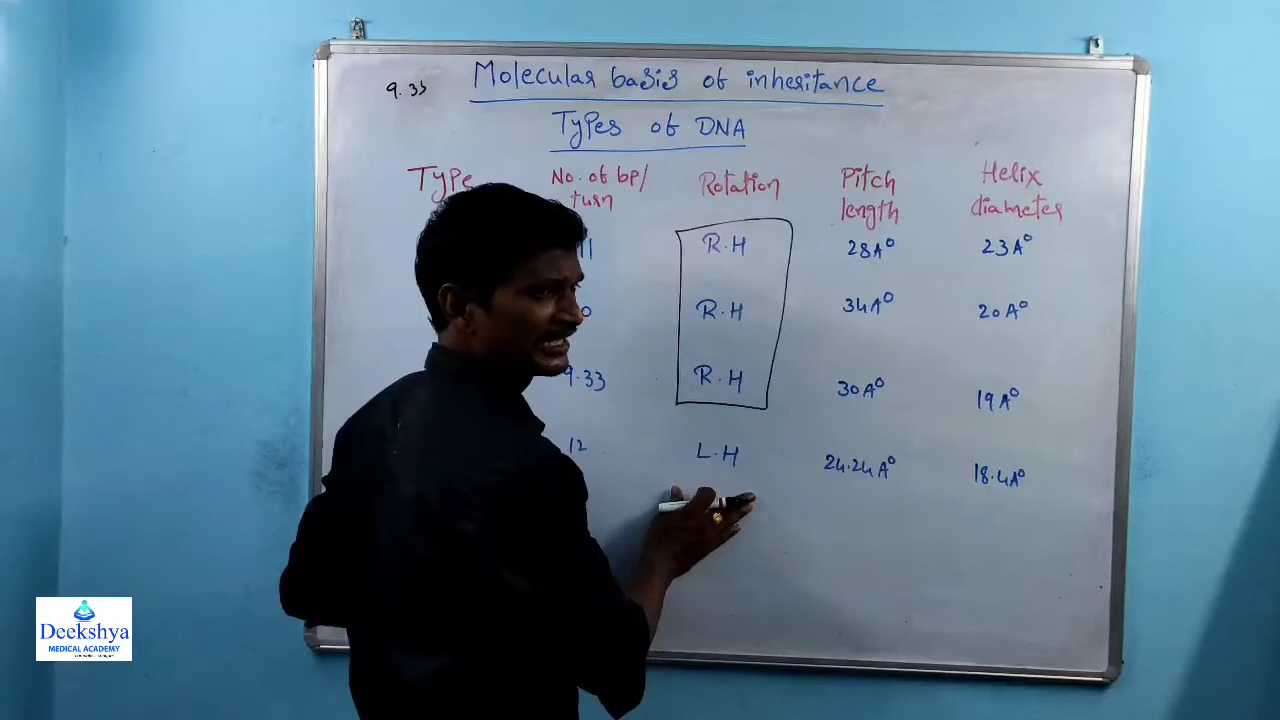 9.33
Molecular basis of inheritance
Types of DNA
Type No. of bp/turn Rotation Pitch length Helix diameter
11 R.H 28A° 23A°
0 R.H 34A° 20A°
9.33 R.H 30A° 19A°
12 L.H 24.24A° 18.4A°
Deekshya
MEDICAL ACADEMY